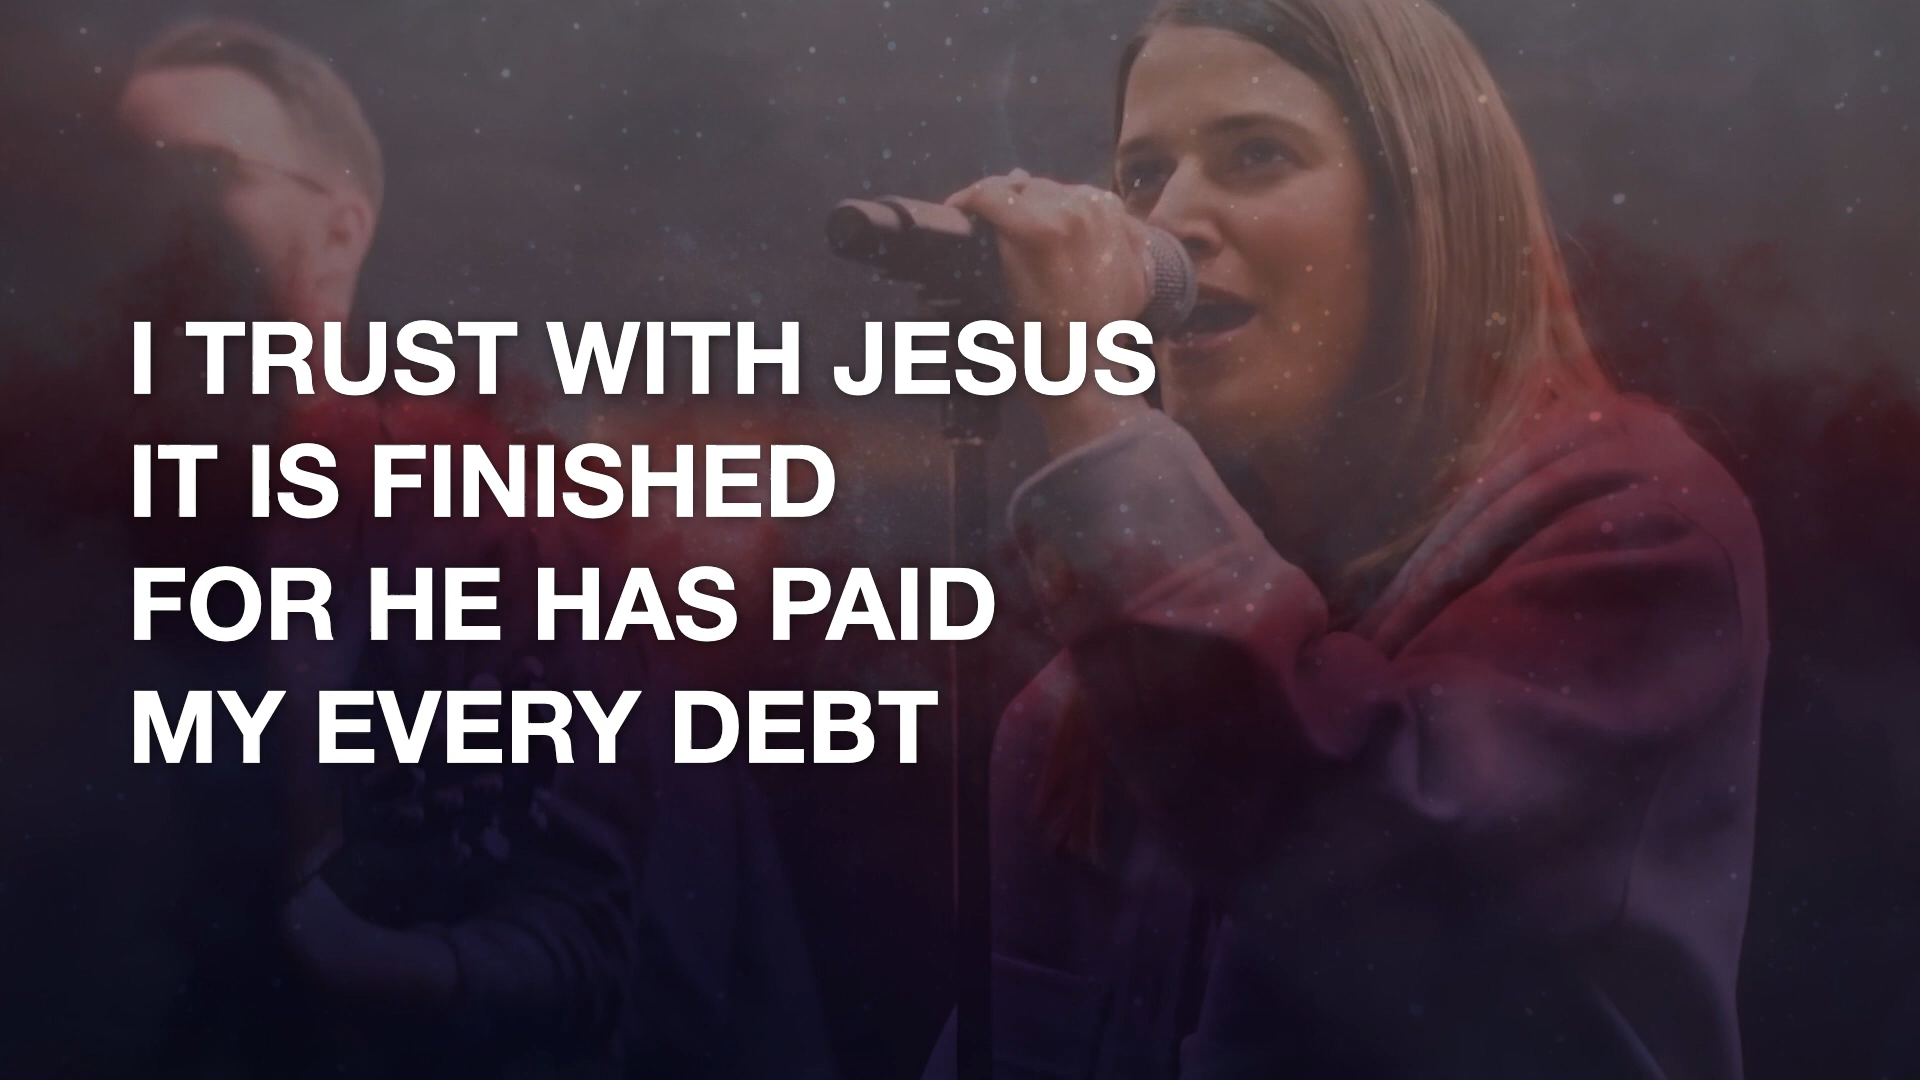 I TRUST WITH JESUS
IT IS FINISHED
FOR HE HAS PAID
MY EVERY DEBT